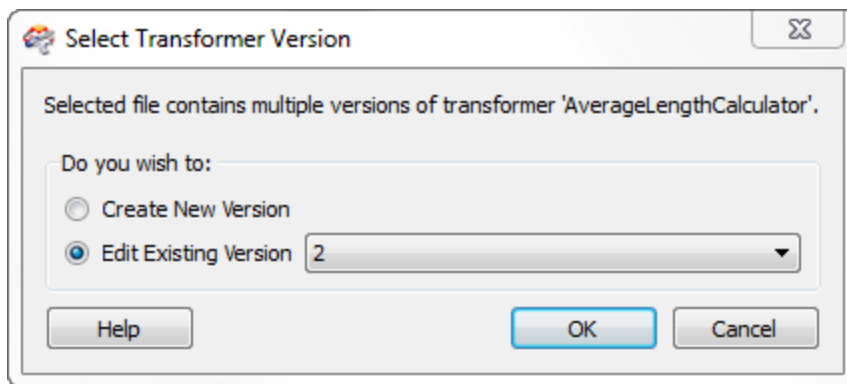 Select Transformer Version
Selected file contains multiple versions of transformer 'AverageLengthCalculator'.
Do you wish to:
Create New Version
Edit Existing Version 2
Help OK Cancel